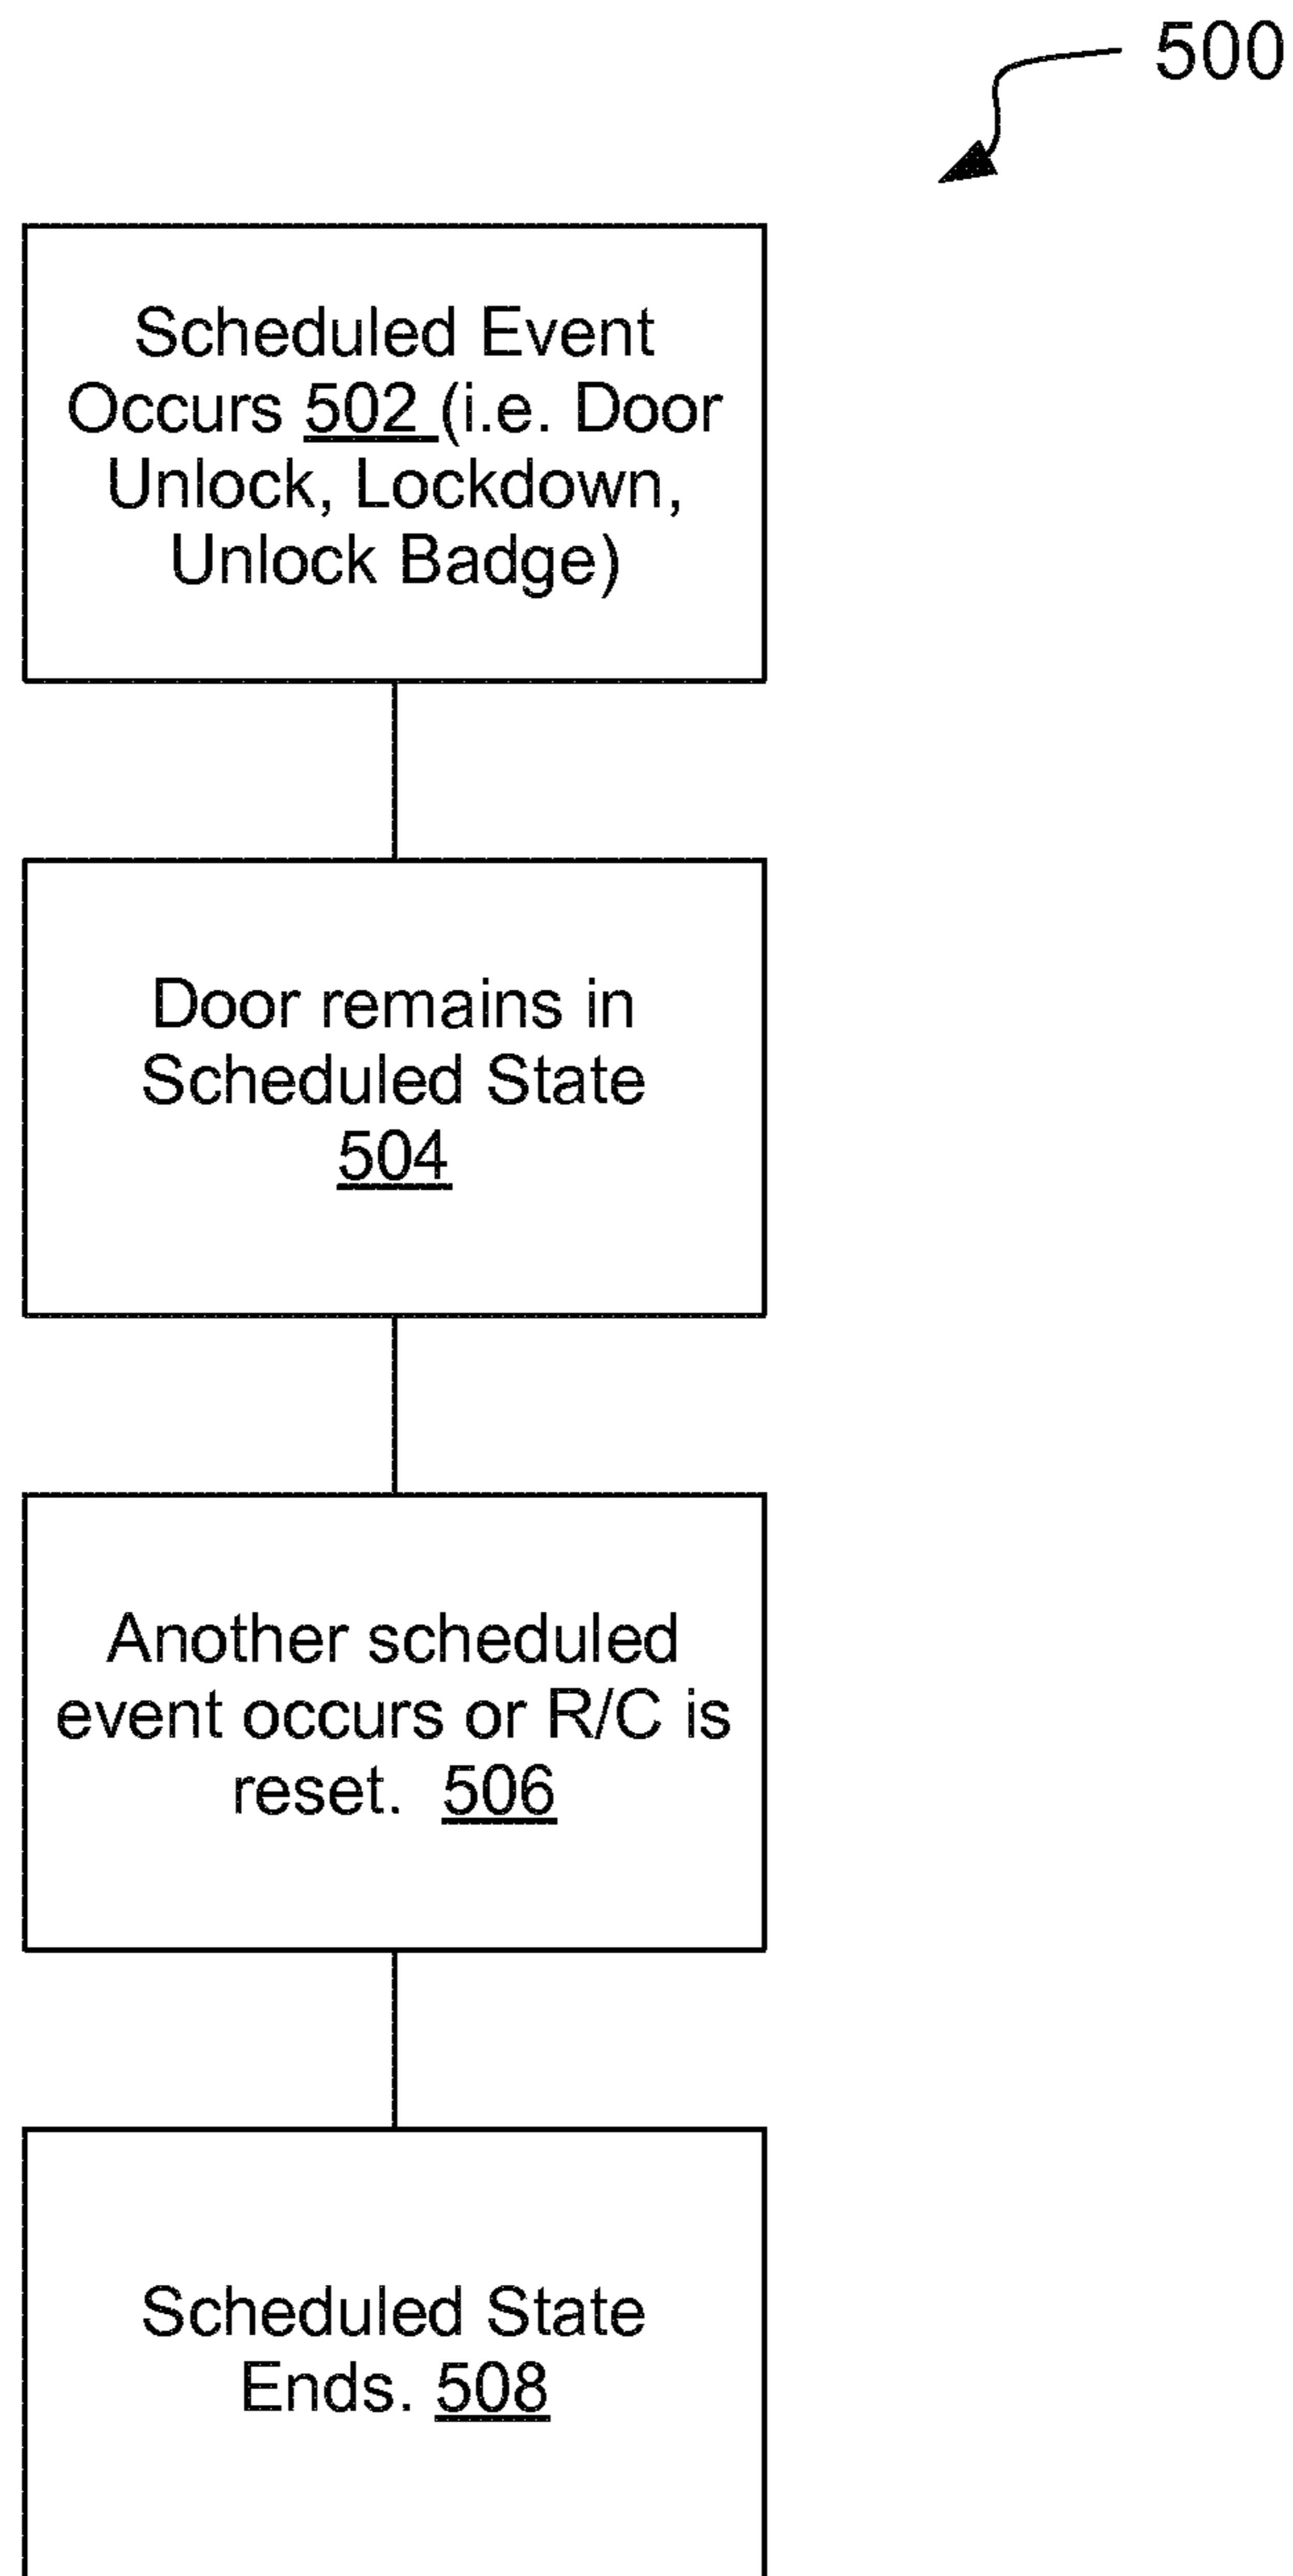 500
Scheduled Event
Occurs 502 (i.e. Door
Unlock, Lockdown,
Unlock Badge)
Door remains in
Scheduled State
504
Another scheduled
event occurs or R/C is
reset. 506
Scheduled State
Ends. 508